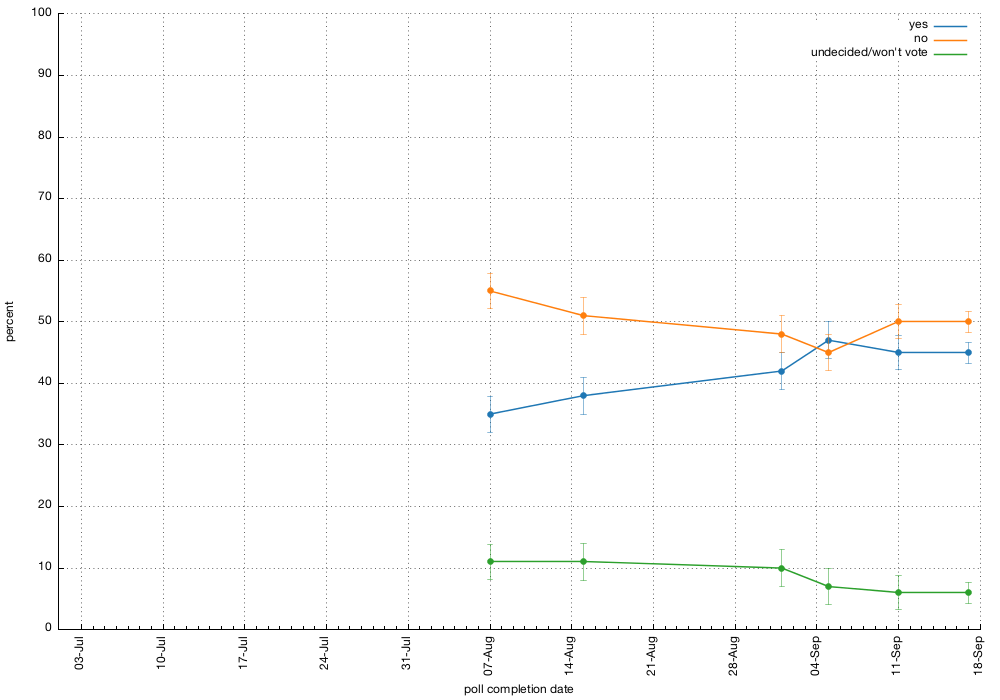 100
90
80
70
60
50
40
30
20
10
0
percent
yes
no
undecided/won't vote
03-Jul
10-Jul
17-Jul
24-Jul
31-Jul
07-Aug
14-Aug
21-Aug
28-Aug
04-Sep
11-Sep
18-Sep
poll completion date